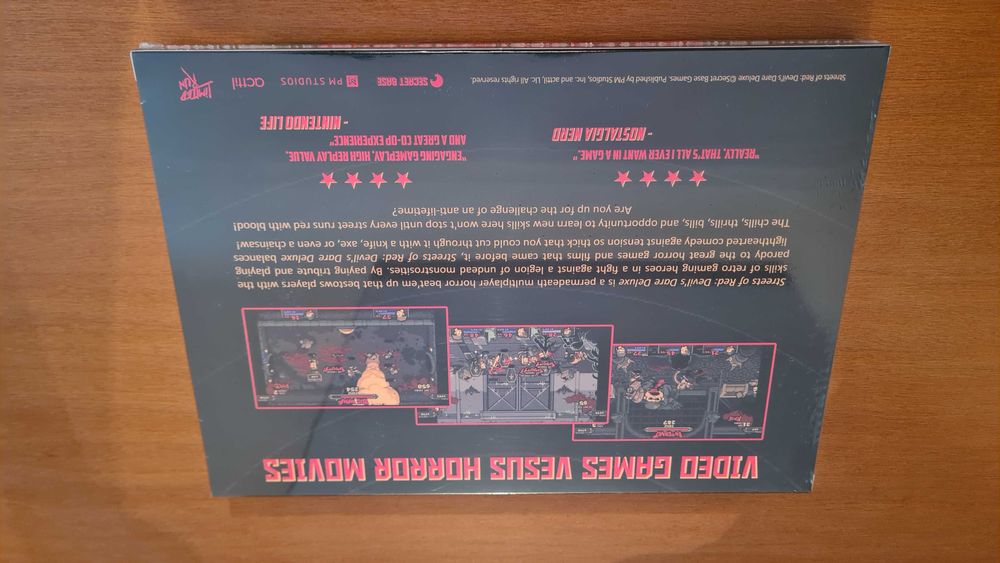 VIDEO GAMES VESUS HORROR MOVIES
Streets of Red: Devil's Dare Deluxe is a permadeath multiplayer horror beat'em up that bestows players with the
skills of retro gaming heroes in a fight against a legion of undead monstrosities. By paying tribute and playing
parody to the great horror games and films that came before it, Streets of Red: Devil's Dare Deluxe balances
lighthearted comedy against tension so thick that you could cut through it with a knife, axe, or even a chainsaw!
The chills, thrills, bills, and opportunity to learn new skills here won't stop until every street runs red with blood!
Are you up for the challenge of an anti-lifetime?
"REALLY, THAT'S ALL I EVER WANT IN A GAME."
- NOSTALGIA NERD
"ENGAGING GAMEPLAY, HIGH REPLAY VALUE,
AND A GREAT CO-OP EXPERIENCE"
- NINTENDO LIFE
Streets of Red: Devil's Dare Deluxe ©Secret Base Games. Published by PM Studios, Inc. and acttil, LLC. All rights reserved.
SECRET BASE
PM STUDIOS
acttil
LIMITED
RUN